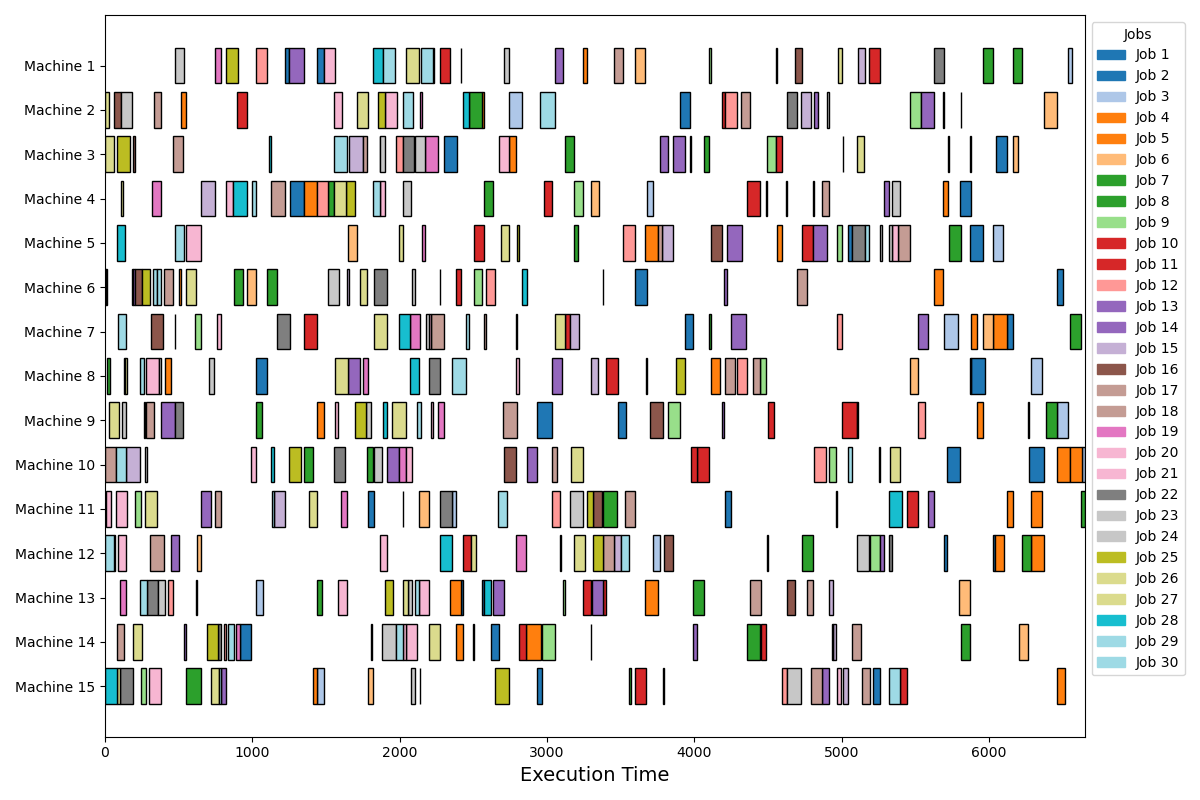 Machine 1
Machine 2
Machine 3
Machine 4
Machine 5
Machine 6
Machine 7
Machine 8
Machine 9
Machine 10
Machine 11
Machine 12
Machine 13
Machine 14
Machine 15
0 1000 2000 3000 4000 5000 6000
Execution Time
Jobs
Job 1
Job 2
Job 3
Job 4
Job 5
Job 6
Job 7
Job 8
Job 9
Job 10
Job 11
Job 12
Job 13
Job 14
Job 15
Job 16
Job 17
Job 18
Job 19
Job 20
Job 21
Job 22
Job 23
Job 24
Job 25
Job 26
Job 27
Job 28
Job 29
Job 30